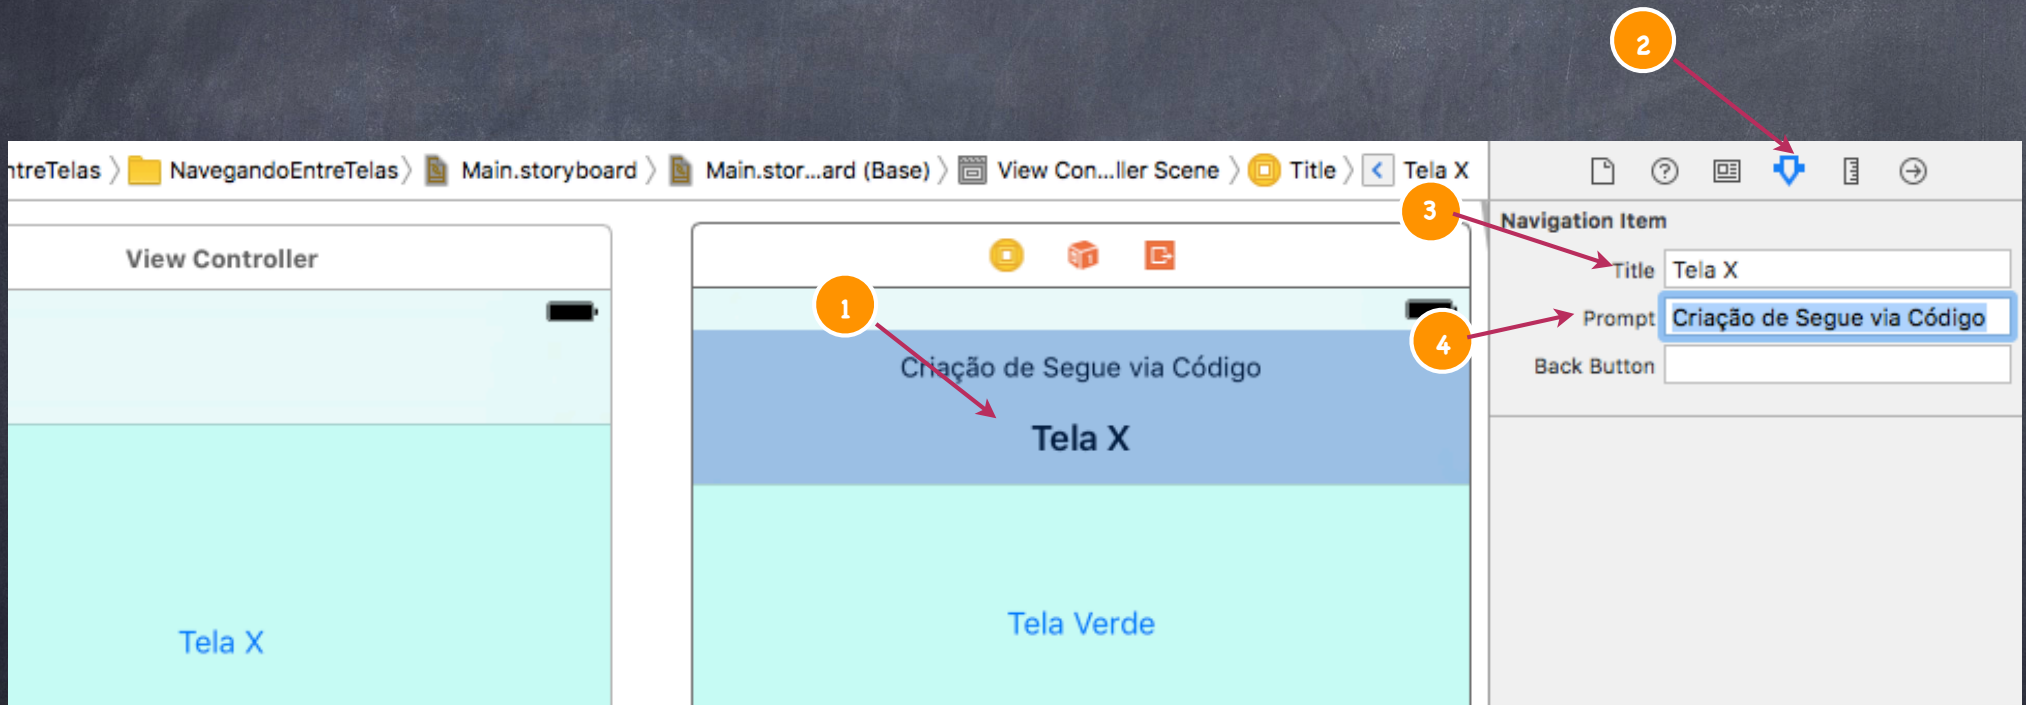 2
ntreTelas 〉 NavegandoEntreTelas 〉 Main.storyboard 〉 Main.stor...ard (Base) 〉 View Con...ller Scene 〉 Title 〉 < Tela X
3
Navigation Item
View Controller
Title Tela X
1
Prompt Criação de Segue via Código
4
Back Button
Criação de Segue via Código
Tela X
Tela Verde
Tela X